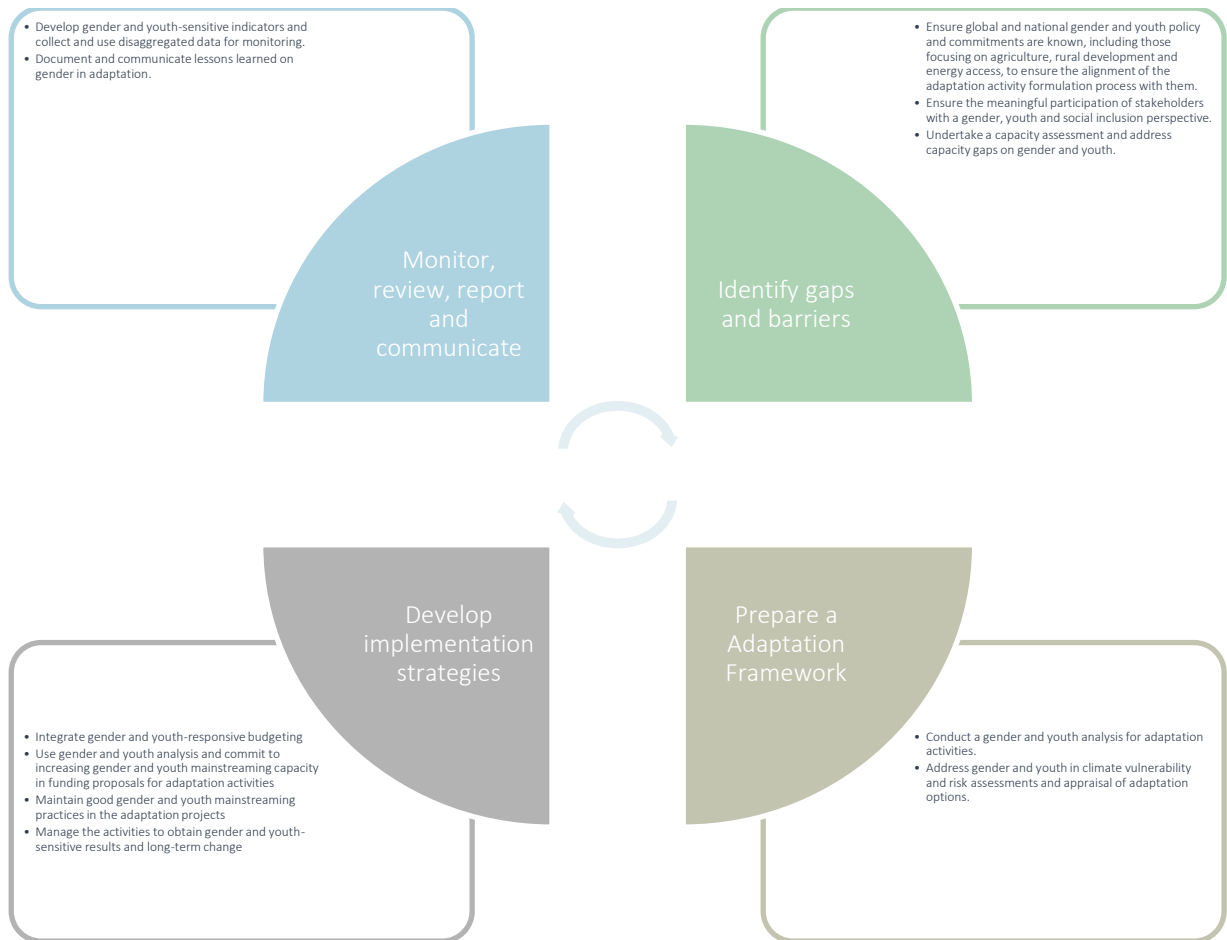 • Develop gender and youth-sensitive indicators and
collect and use disaggregated data for monitoring.
• Document and communicate lessons learned on
gender in adaptation.
• Ensure global and national gender and youth policy
and commitments are known, including those
focusing on agriculture, rural development and
energy access, to ensure the alignment of the
adaptation activity formulation process with them.
• Ensure the meaningful participation of stakeholders
with a gender, youth and social inclusion perspective.
• Undertake a capacity assessment and address
capacity gaps on gender and youth.
Monitor,
review, report
and
communicate
Identify gaps
and barriers
Develop
implementation
strategies
Prepare a
Adaptation
Framework
• Integrate gender and youth-responsive budgeting
• Use gender and youth analysis and commit to
increasing gender and youth mainstreaming capacity
in funding proposals for adaptation activities
• Maintain good gender and youth mainstreaming
practices in the adaptation projects
• Manage the activities to obtain gender and youth-
sensitive results and long-term change
• Conduct a gender and youth analysis for adaptation
activities.
• Address gender and youth in climate vulnerability
and risk assessments and appraisal of adaptation
options.